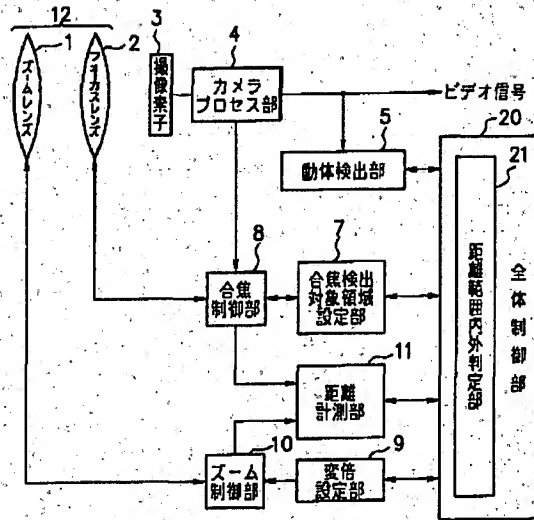 12
1
2
3
4
ズームレンズ
フォーカスレンズ
撮像素子
カメラ
プロセス部
ビデオ信号
5
動体検出部
20
21
距離範囲内外判定部
全体制御部
8
合焦
制御部
7
合焦検出
対象領域
設定部
11
距離
計測部
10
ズーム
制御部
9
変倍
設定部